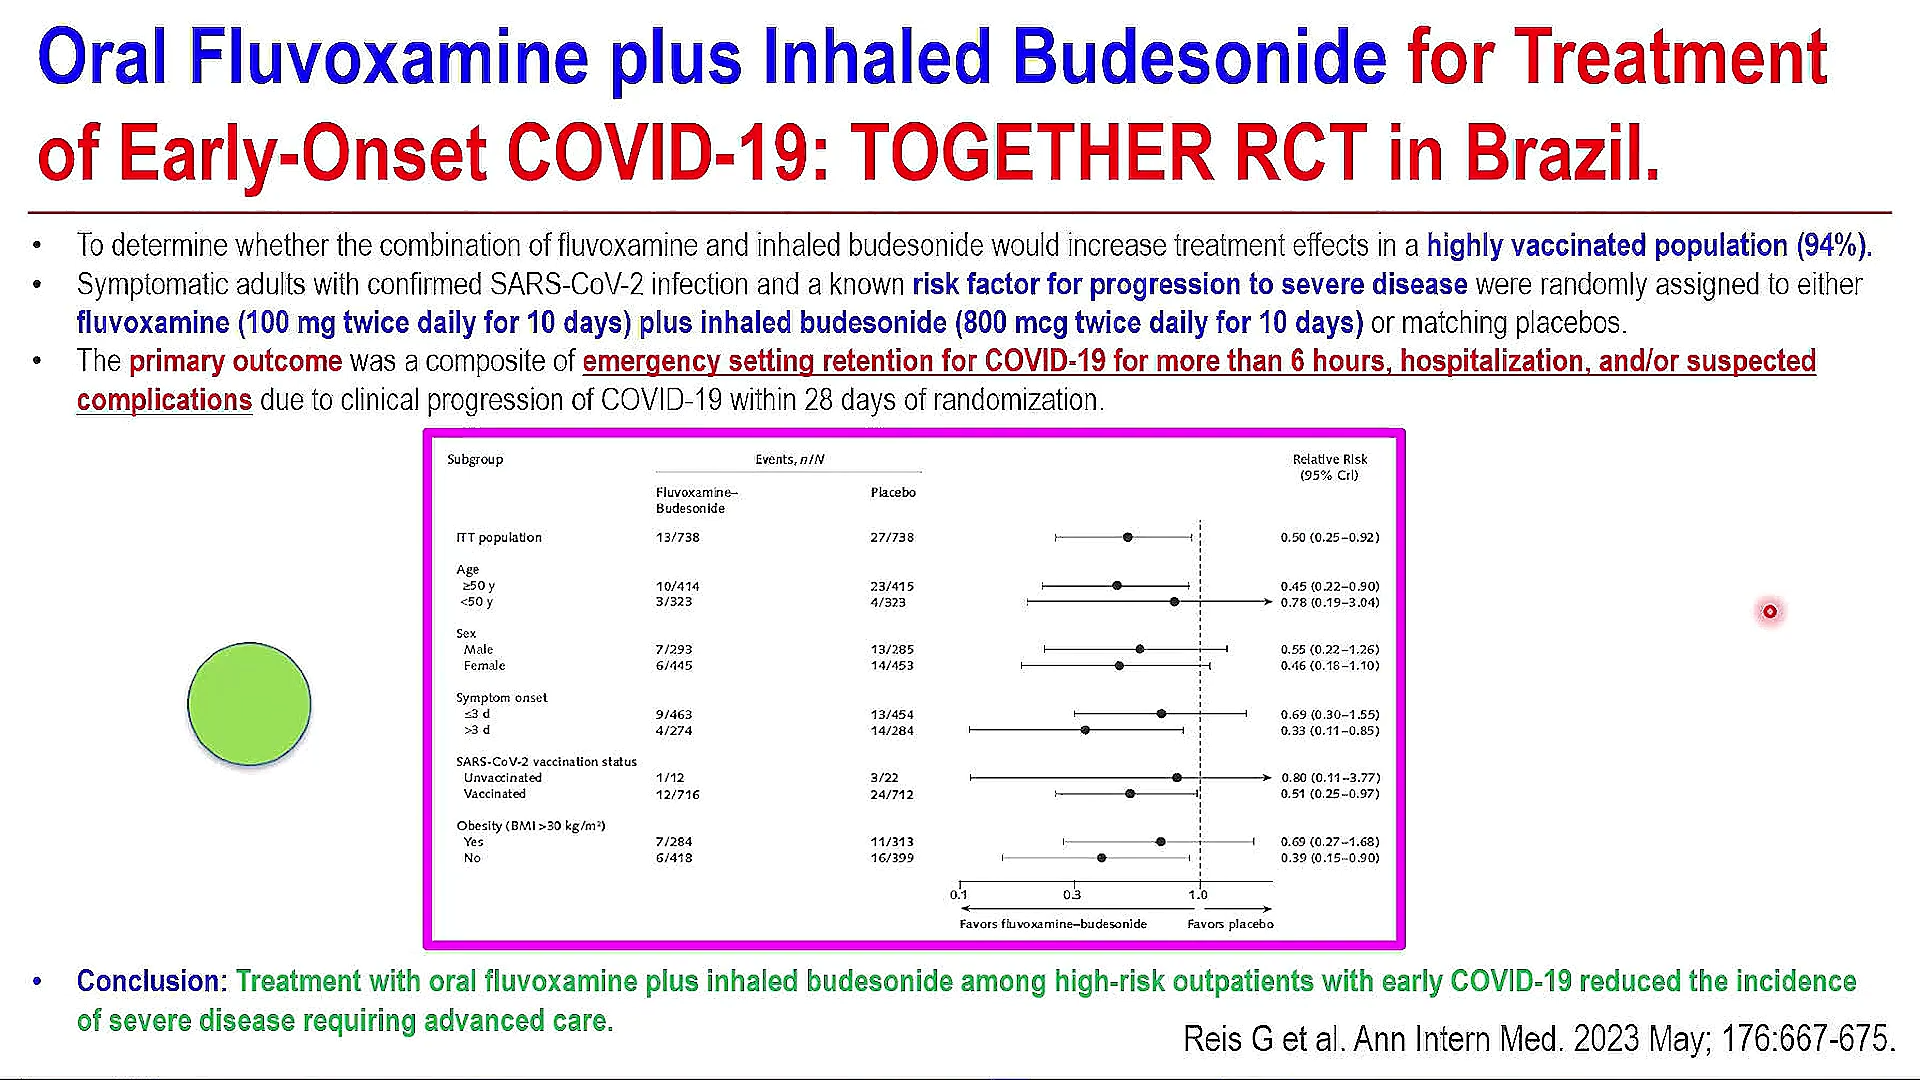 Oral Fluvoxamine plus Inhaled Budesonide for Treatment
of Early-Onset COVID-19: TOGETHER RCT in Brazil.
• To determine whether the combination of fluvoxamine and inhaled budesonide would increase treatment effects in a highly vaccinated population (94%).
• Symptomatic adults with confirmed SARS-CoV-2 infection and a known risk factor for progression to severe disease were randomly assigned to either
fluvoxamine (100 mg twice daily for 10 days) plus inhaled budesonide (800 mcg twice daily for 10 days) or matching placebos.
• The primary outcome was a composite of emergency setting retention for COVID-19 for more than 6 hours, hospitalization, and/or suspected
complications due to clinical progression of COVID-19 within 28 days of randomization.
Subgroup Events, n/N Relative Risk
(95% CrI)
Fluvoxamine– Placebo
Budesonide
ITT population 13/738 27/738 0.50 (0.25–0.92)
Age
≥50 y 10/414 23/415 0.45 (0.22–0.90)
<50 y 3/323 4/323 0.78 (0.19–3.04)
Sex
Male 7/293 13/285 0.55 (0.22–1.26)
Female 6/445 14/453 0.46 (0.18–1.10)
Symptom onset
≤3 d 9/463 13/454 0.69 (0.30–1.55)
>3 d 4/274 14/284 0.33 (0.11–0.85)
SARS-CoV-2 vaccination status
Unvaccinated 1/12 3/22 0.80 (0.11–3.77)
Vaccinated 12/716 24/712 0.51 (0.25–0.97)
Obesity (BMI >30 kg/m²)
Yes 7/284 11/313 0.69 (0.27–1.68)
No 6/418 16/399 0.39 (0.15–0.90)
0.1 0.3 1.0
Favors fluvoxamine–budesonide Favors placebo
• Conclusion: Treatment with oral fluvoxamine plus inhaled budesonide among high-risk outpatients with early COVID-19 reduced the incidence
of severe disease requiring advanced care.
Reis G et al. Ann Intern Med. 2023 May; 176:667-675.